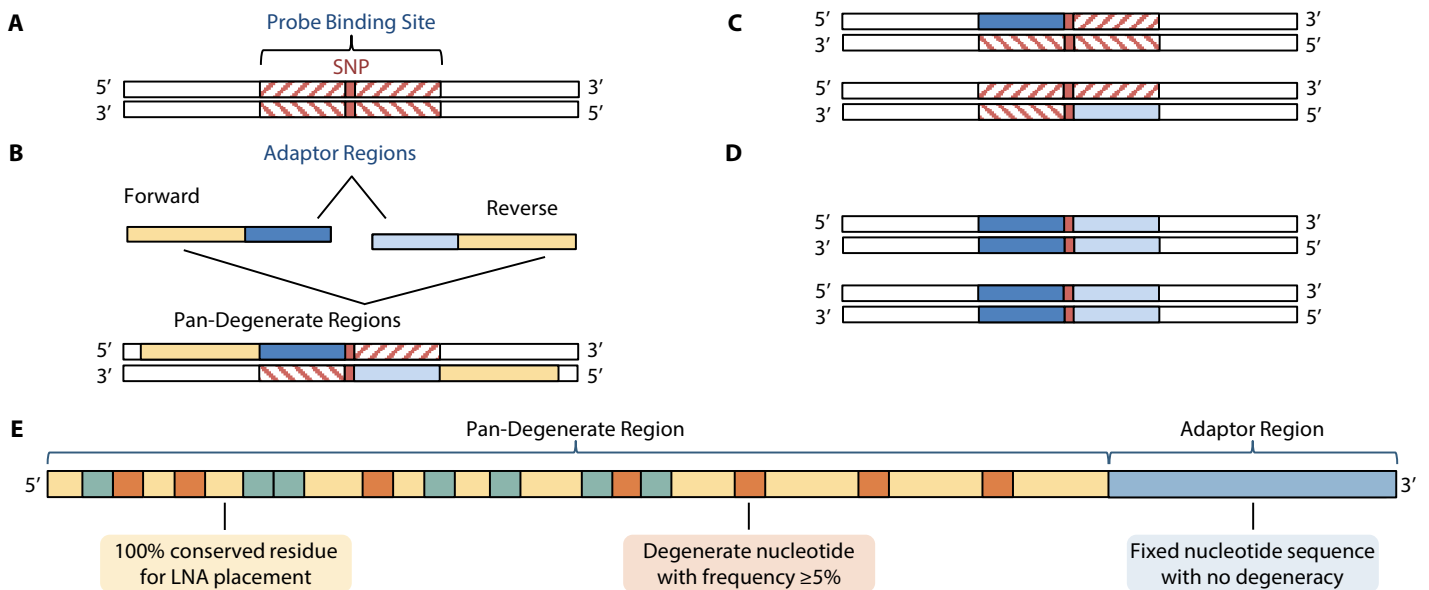 A
Probe Binding Site
SNP
5′ 3′
3′ 5′
B
Adaptor Regions
Forward
Reverse
Pan-Degenerate Regions
5′ 3′
3′ 5′
C
5′ 3′
3′ 5′
5′ 3′
3′ 5′
D
5′ 3′
3′ 5′
5′ 3′
3′ 5′
E
Pan-Degenerate Region
Adaptor Region
5′ 3′
100% conserved residue
for LNA placement
Degenerate nucleotide
with frequency ≥5%
Fixed nucleotide sequence
with no degeneracy